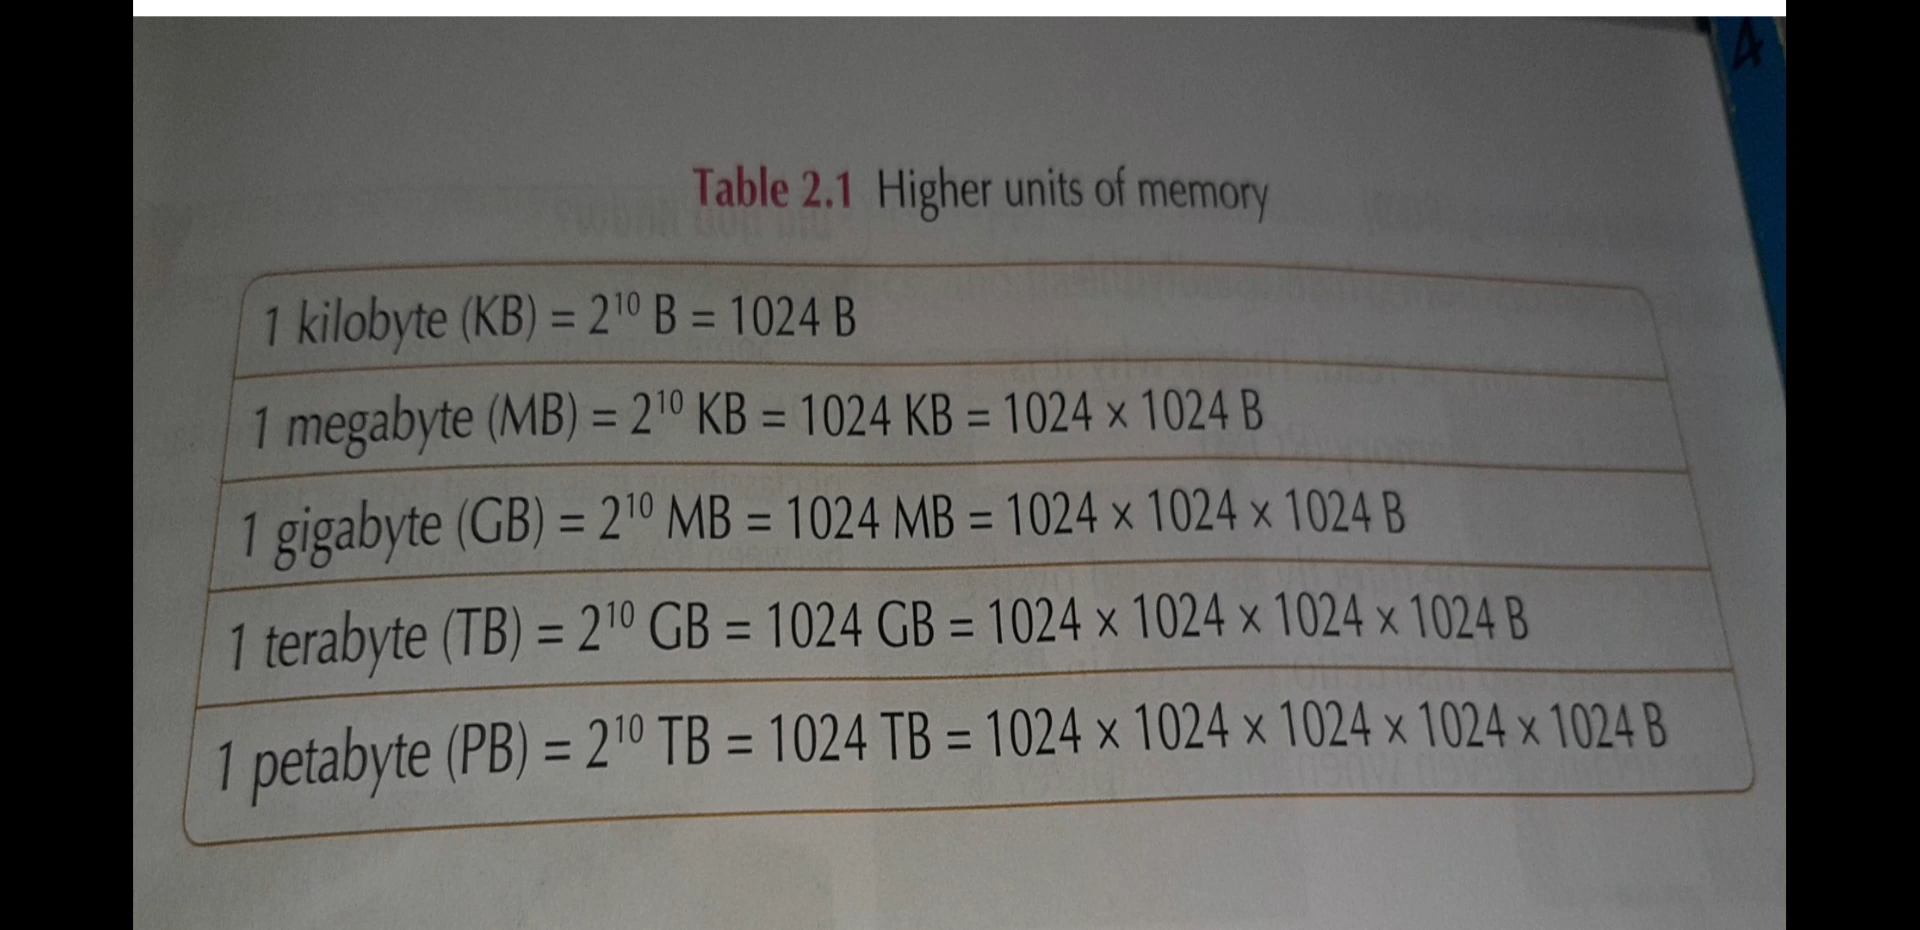 A
Table 2.1 Higher units of memory
1 kilobyte (KB) = 2¹⁰ B = 1024 B
1 megabyte (MB) = 2¹⁰ KB = 1024 KB = 1024 × 1024 B
1 gigabyte (GB) = 2¹⁰ MB = 1024 MB = 1024 × 1024 × 1024 B
1 terabyte (TB) = 2¹⁰ GB = 1024 GB = 1024 × 1024 × 1024 × 1024 B
1 petabyte (PB) = 2¹⁰ TB = 1024 TB = 1024 × 1024 × 1024 × 1024 × 1024 B